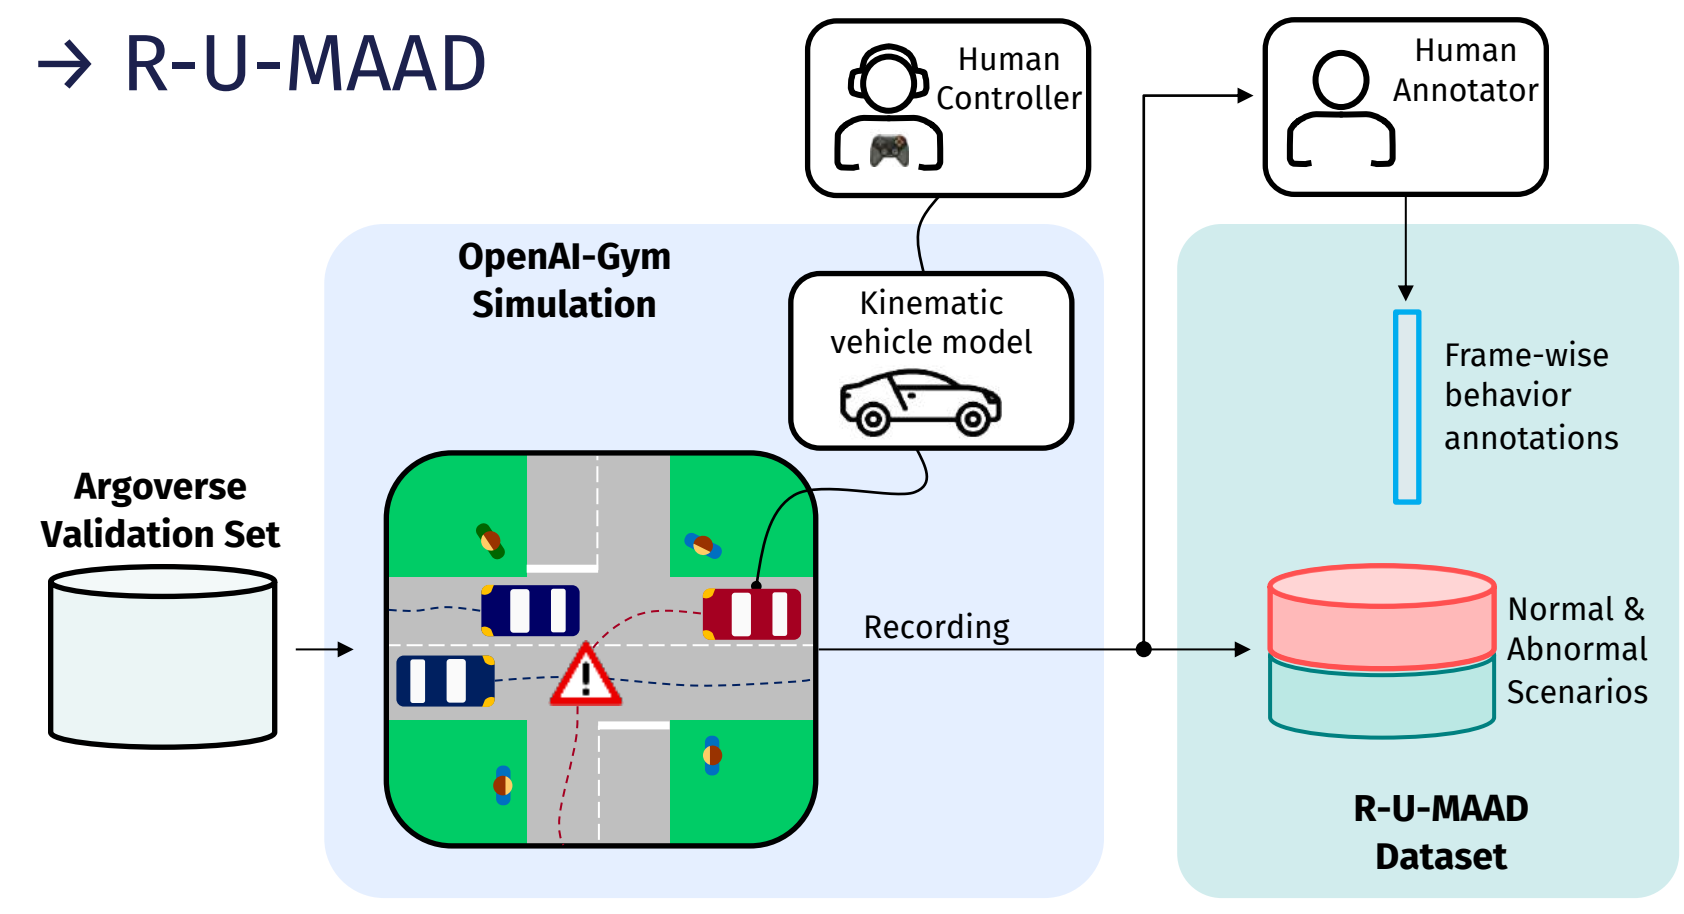 → R-U-MAAD
Human
Controller
Human
Annotator
OpenAI-Gym
Simulation
Kinematic
vehicle model
Frame-wise
behavior
annotations
Argoverse
Validation Set
Recording
Normal &
Abnormal
Scenarios
R-U-MAAD
Dataset